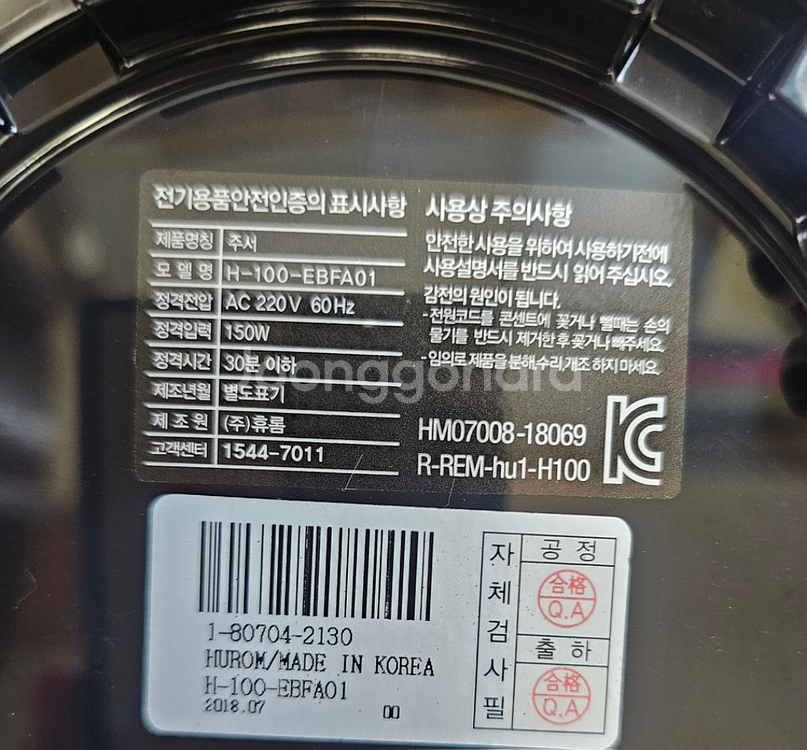 전기용품안전인증의 표시사항
제품명칭 주서
모델명 H-100-EBFA01
정격전압 AC 220V 60Hz
정격입력 150W
정격시간 30분 이하
제조년월 별도표기
제조원 (주)휴롬
고객센터 1544-7011
사용상 주의사항
안전한 사용을 위하여 사용하기전에
사용설명서를 반드시 읽어 주십시오.
감전의 원인이 됩니다.
-전원코드를 콘센트에 꽂거나 뺄때는 손의
물기를 반드시 제거한 후 꽂거나 빼주세요.
-임의로 제품을 분해,수리,개조 하지 마세요.
HM07008-18069
R-REM-hu1-H100
KC
1-80704-2130
HUROM/MADE IN KOREA
H-100-EBFA01
2018.07 00
자체검사필
공정
合格
Q.A
출하
合格
Q.A